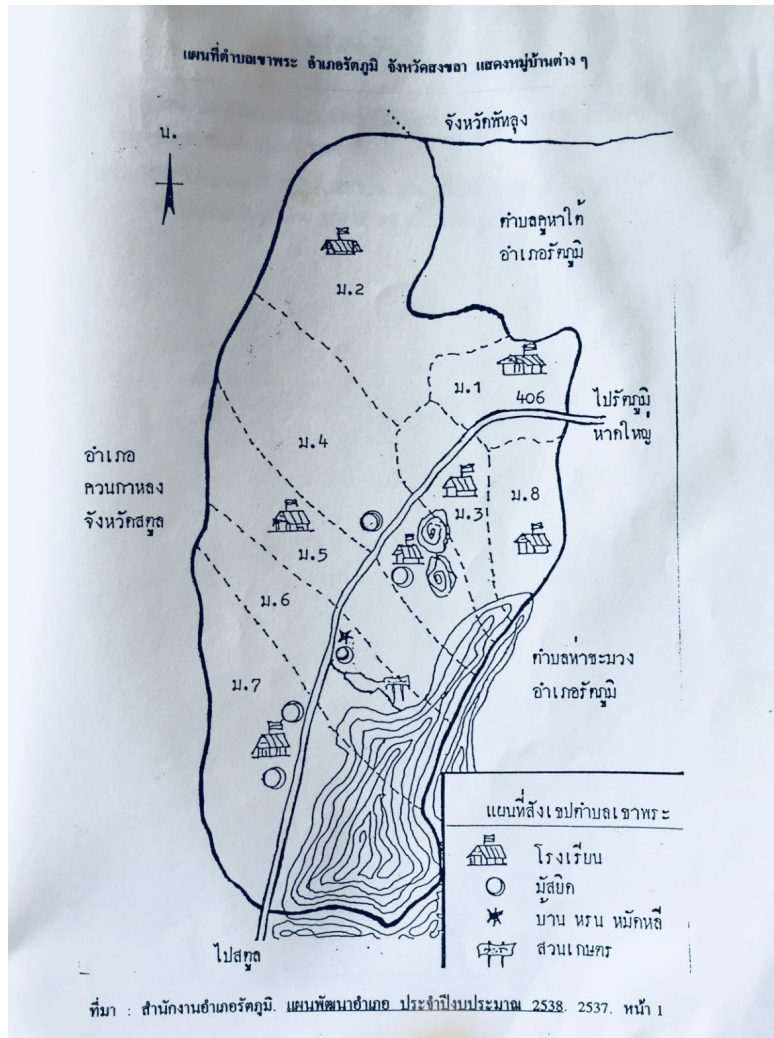 แผนที่ตำบลเขาพระ อำเภอรัตภูมิ จังหวัดสงขลา แสดงหมู่บ้านต่าง ๆ
จังหวัดพัทลุง
น.
ตำบลคูหาใต้
อำเภอรัตภูมิ
ม.2
ม.1
406
ไปรัตภูมิ
หาดใหญ่
ม.4
อำเภอ
ควนกาหลง
จังหวัดสตูล
ม.8
ม.3
ม.5
ม.6
ตำบลท่าชะมวง
อำเภอรัตภูมิ
ม.7
แผนที่สังเขปตำบลเขาพระ
โรงเรียน
มัสยิด
บ้าน หรน หมัดหลี
สวนเกษตร
ไปสตูล
ที่มา : สำนักงานอำเภอรัตภูมิ. แผนพัฒนาอำเภอ ประจำปีงบประมาณ 2538. 2537. หน้า 1